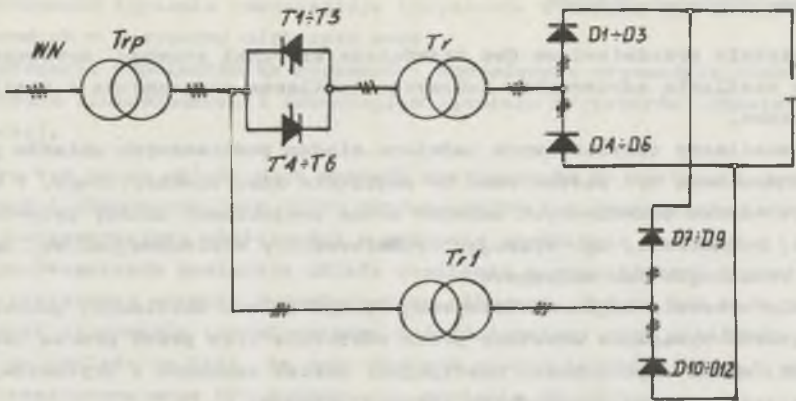 WN
Trp
T1÷T3
T4÷T6
Tr
D1÷D3
D4÷D6
Tr1
D7÷D9
D10÷D12